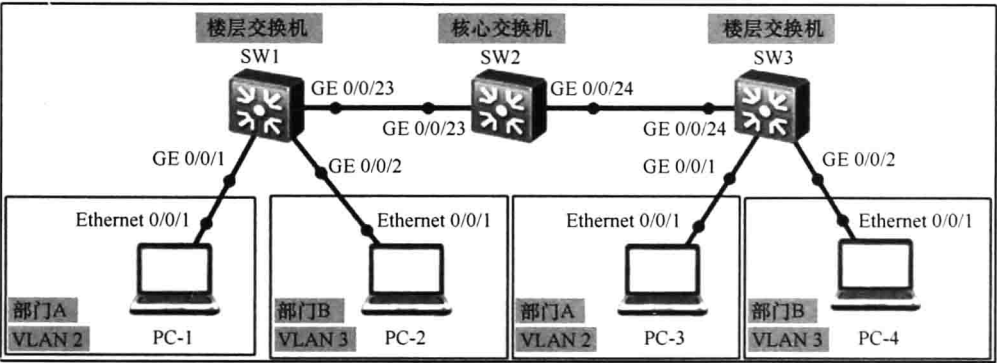 楼层交换机
核心交换机
楼层交换机
SW1
SW2
SW3
GE 0/0/23
GE 0/0/24
GE 0/0/23
GE 0/0/24
GE 0/0/1
GE 0/0/2
GE 0/0/1
GE 0/0/2
Ethernet 0/0/1
Ethernet 0/0/1
Ethernet 0/0/1
Ethernet 0/0/1
部门A
VLAN 2
PC-1
部门B
VLAN 3
PC-2
部门A
VLAN 2
PC-3
部门B
VLAN 3
PC-4